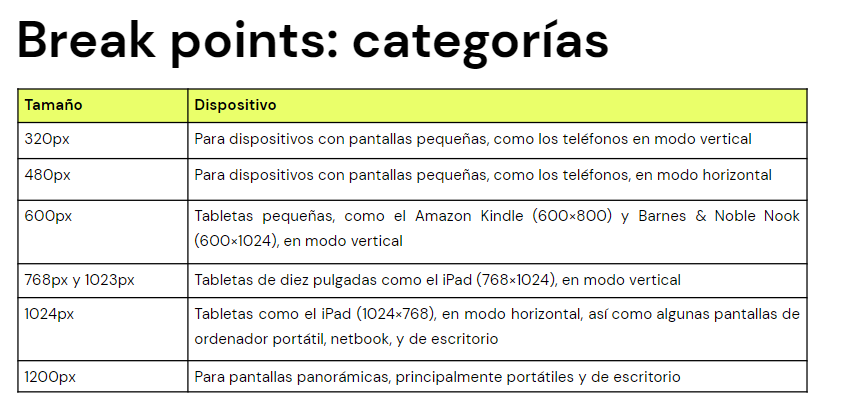 Break points: categorías
Tamaño Dispositivo
320px Para dispositivos con pantallas pequeñas, como los teléfonos en modo vertical
480px Para dispositivos con pantallas pequeñas, como los teléfonos, en modo horizontal
600px Tabletas pequeñas, como el Amazon Kindle (600×800) y Barnes & Noble Nook
(600×1024), en modo vertical
768px y 1023px Tabletas de diez pulgadas como el iPad (768×1024), en modo vertical
1024px Tabletas como el iPad (1024×768), en modo horizontal, así como algunas pantallas de
ordenador portátil, netbook, y de escritorio
1200px Para pantallas panorámicas, principalmente portátiles y de escritorio